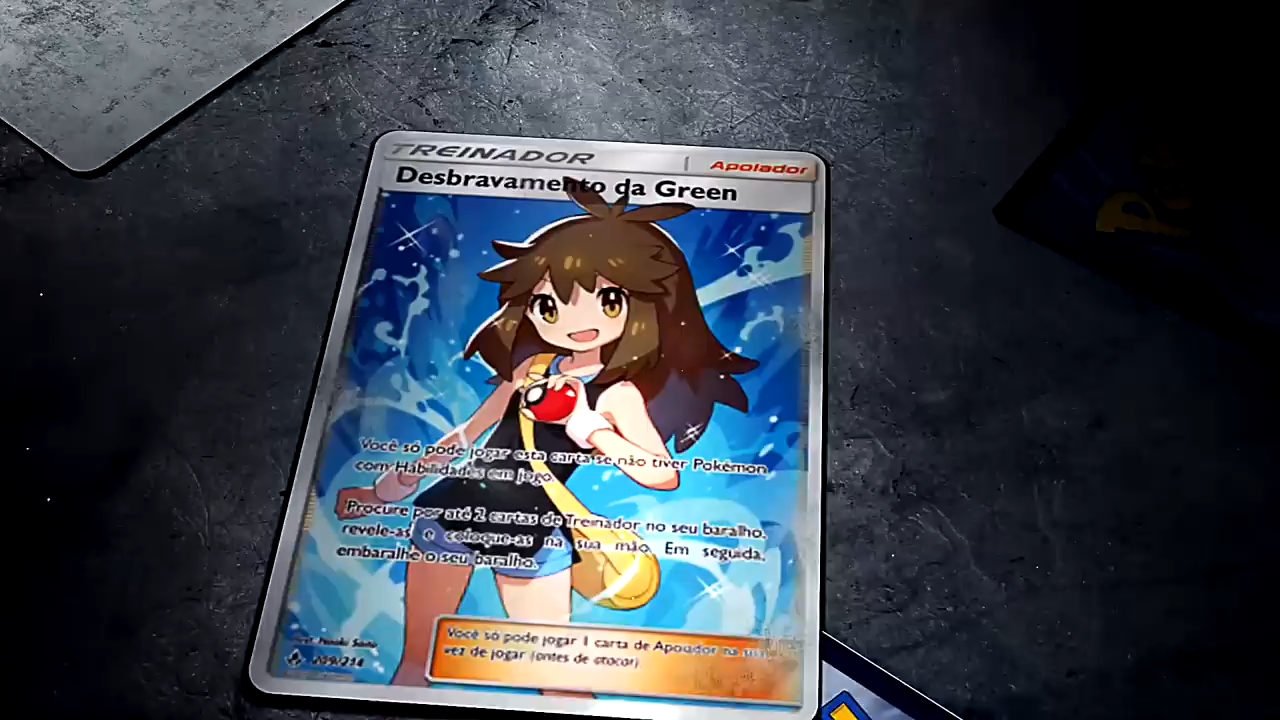 TREINADOR
Apoiador
Desbravamento da Green
Você só pode jogar esta carta se não tiver Pokémon
com Habilidades em jogo.
Procure por até 2 cartas de Treinador no seu baralho,
revele-as e coloque-as na sua mão. Em seguida,
embaralhe o seu baralho.
Você só pode jogar 1 carta de Apoiador na sua
vez de jogar (antes de atacar).
209/214